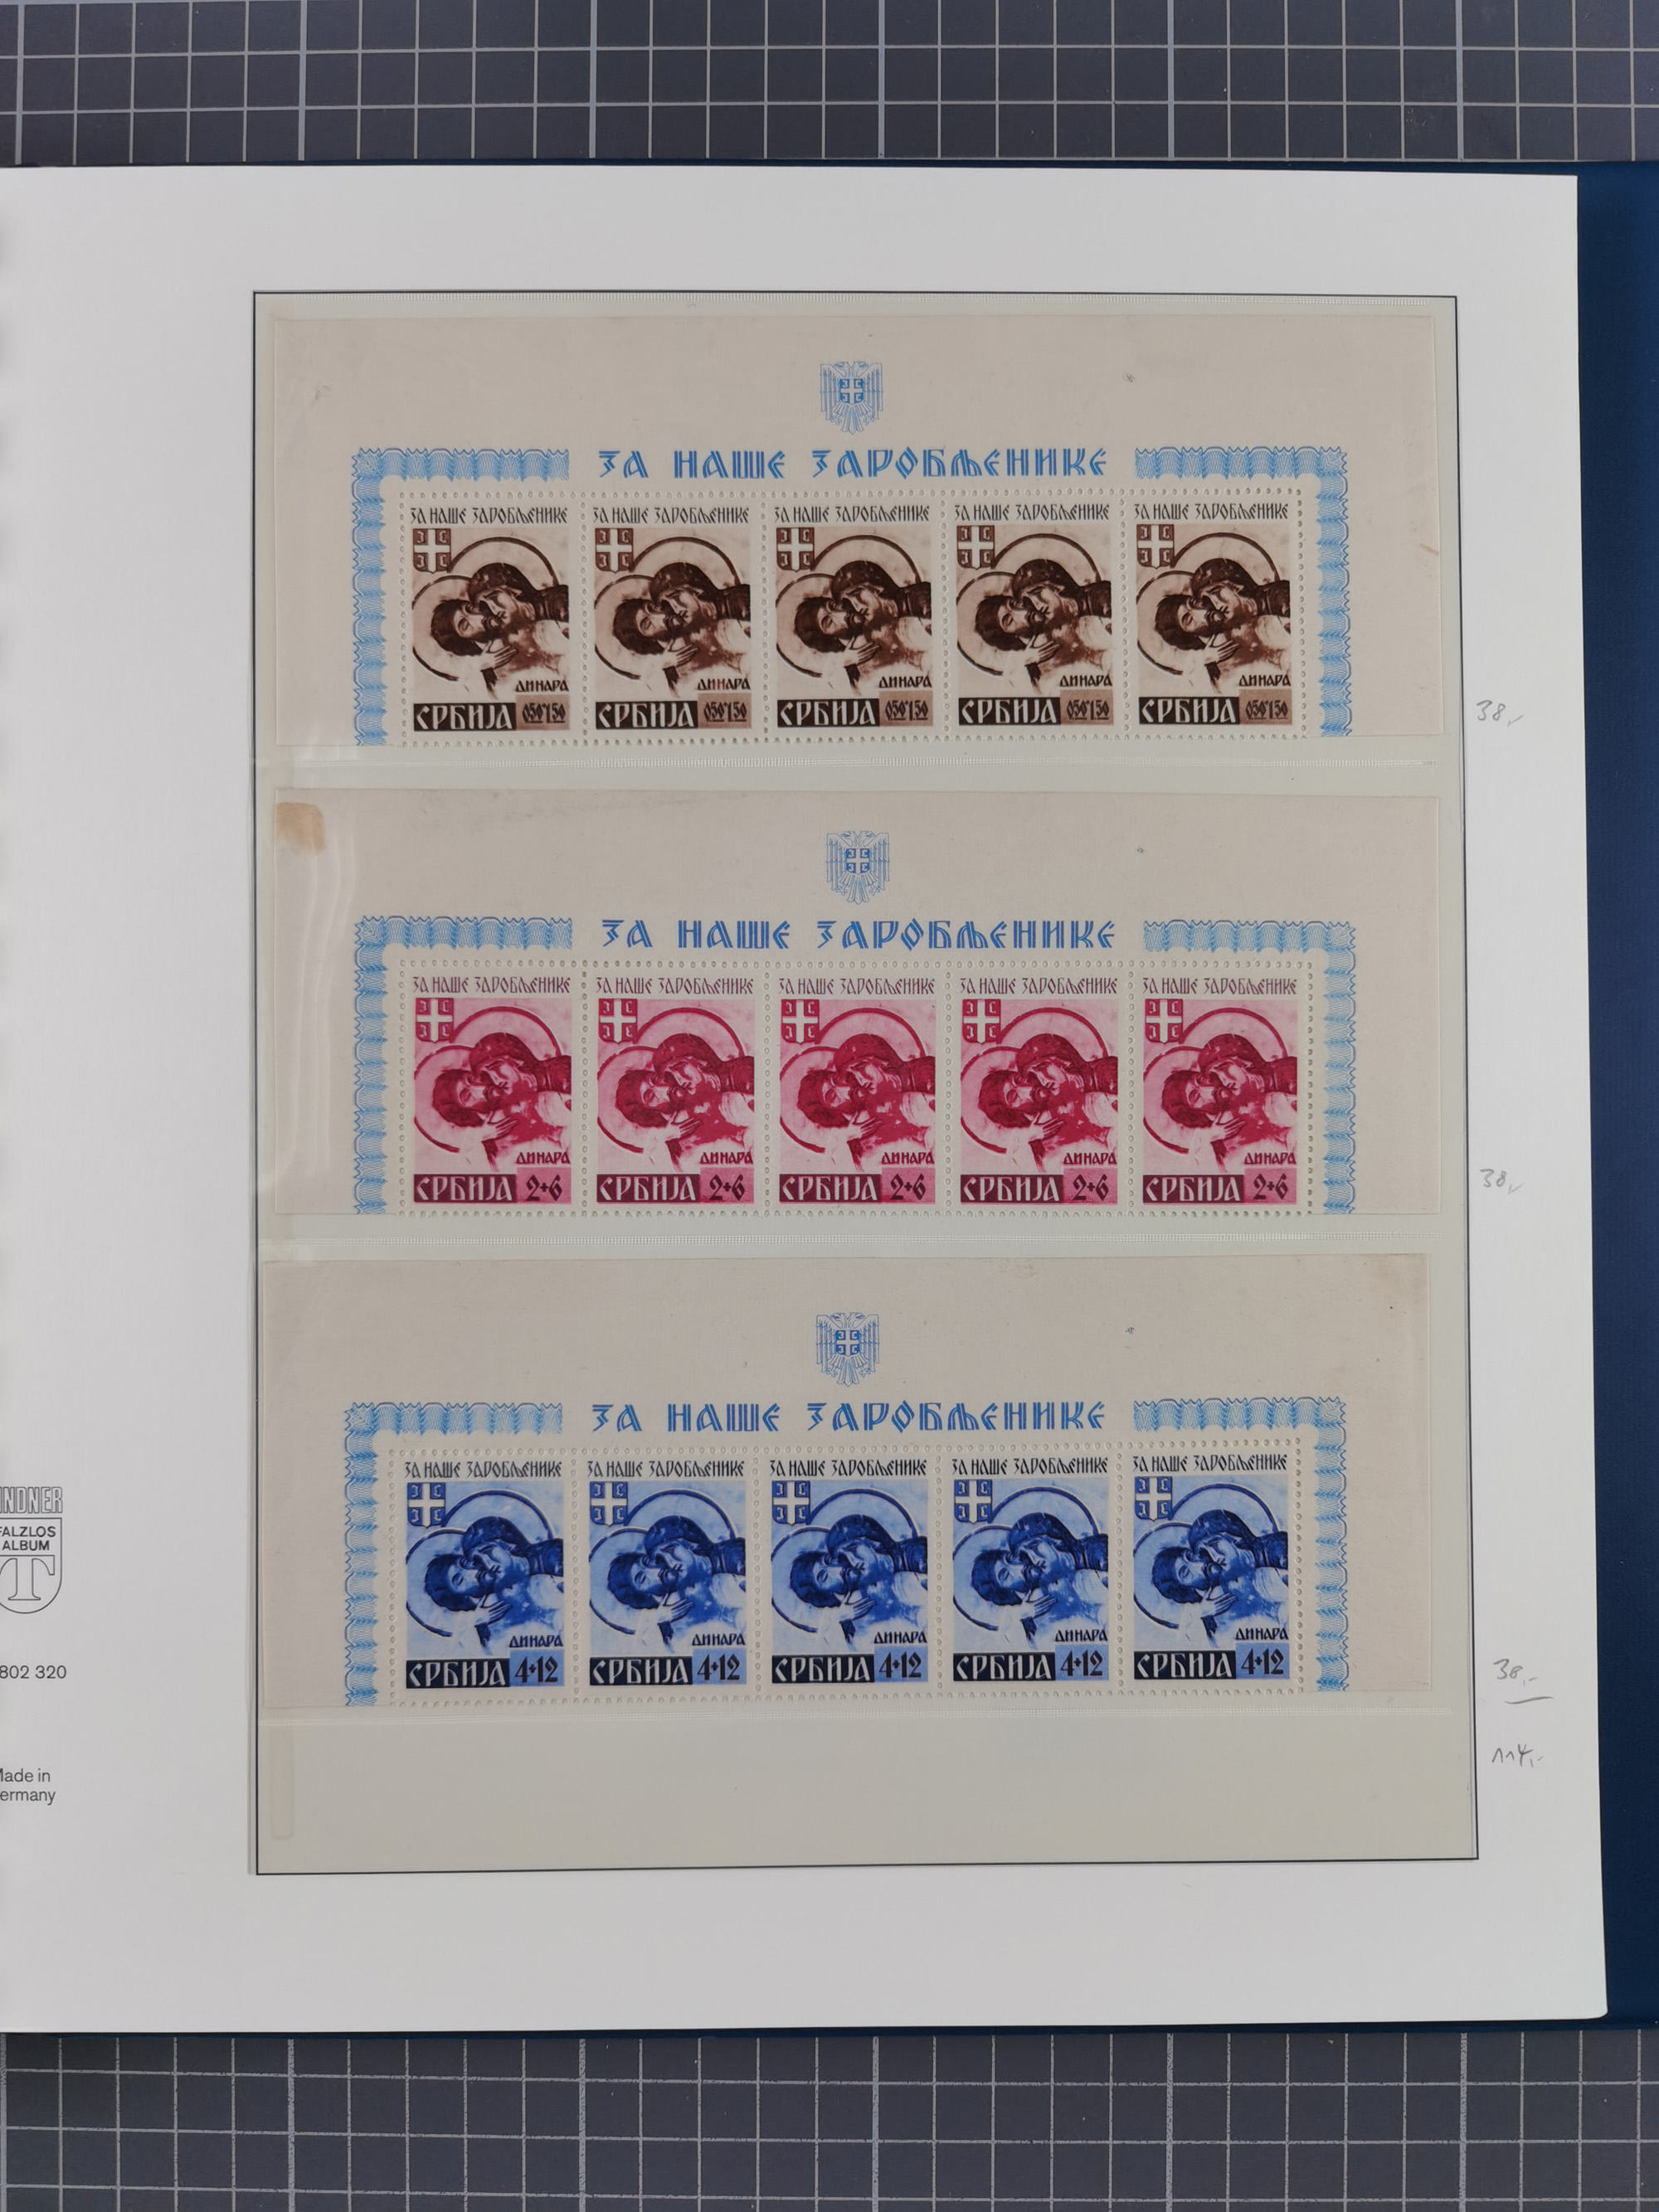 ЗА НАШЕ ЗАРОБЉЕНИКЕ
ЗА НАШЕ ЗАРОБЉЕНИКЕ ЗА НАШЕ ЗАРОБЉЕНИКЕ ЗА НАШЕ ЗАРОБЉЕНИКЕ ЗА НАШЕ ЗАРОБЉЕНИКЕ ЗА НАШЕ ЗАРОБЉЕНИКЕ
ДИНАРА ДИНАРА ДИНАРА ДИНАРА ДИНАРА
СРБИЈА 0.50+1.50 СРБИЈА 0.50+1.50 СРБИЈА 0.50+1.50 СРБИЈА 0.50+1.50 СРБИЈА 0.50+1.50
38,-
ЗА НАШЕ ЗАРОБЉЕНИКЕ
ЗА НАШЕ ЗАРОБЉЕНИКЕ ЗА НАШЕ ЗАРОБЉЕНИКЕ ЗА НАШЕ ЗАРОБЉЕНИКЕ ЗА НАШЕ ЗАРОБЉЕНИКЕ ЗА НАШЕ ЗАРОБЉЕНИКЕ
ДИНАРА ДИНАРА ДИНАРА ДИНАРА ДИНАРА
СРБИЈА 2+6 СРБИЈА 2+6 СРБИЈА 2+6 СРБИЈА 2+6 СРБИЈА 2+6
38,-
ЗА НАШЕ ЗАРОБЉЕНИКЕ
ЗА НАШЕ ЗАРОБЉЕНИКЕ ЗА НАШЕ ЗАРОБЉЕНИКЕ ЗА НАШЕ ЗАРОБЉЕНИКЕ ЗА НАШЕ ЗАРОБЉЕНИКЕ ЗА НАШЕ ЗАРОБЉЕНИКЕ
ДИНАРА ДИНАРА ДИНАРА ДИНАРА ДИНАРА
СРБИЈА 4+12 СРБИЈА 4+12 СРБИЈА 4+12 СРБИЈА 4+12 СРБИЈА 4+12
38,-
114,-
INDNER
FALZLOS
ALBUM
T
802 320
Made in
ermany